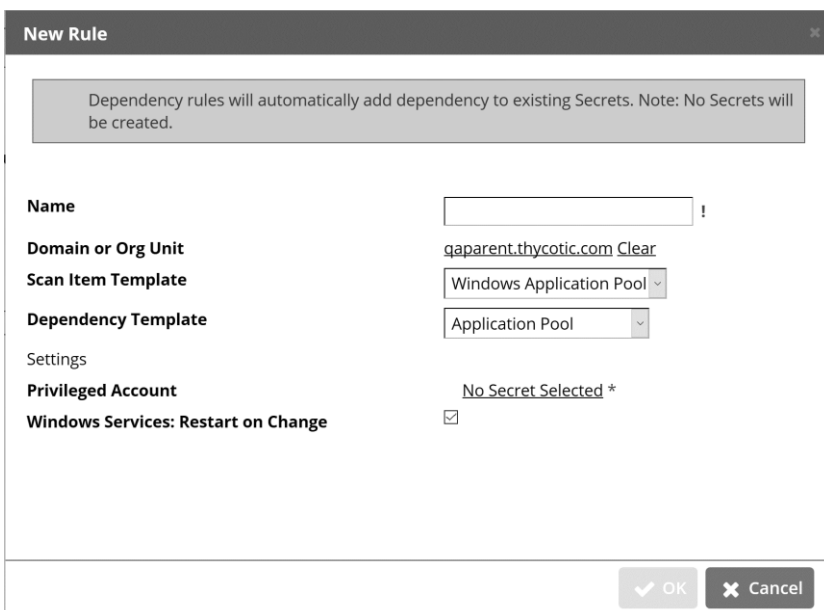 New Rule
Dependency rules will automatically add dependency to existing Secrets. Note: No Secrets will
be created.
Name !
Domain or Org Unit qaparent.thycotic.com Clear
Scan Item Template Windows Application Pool
Dependency Template Application Pool
Settings
Privileged Account No Secret Selected *
Windows Services: Restart on Change
OK Cancel